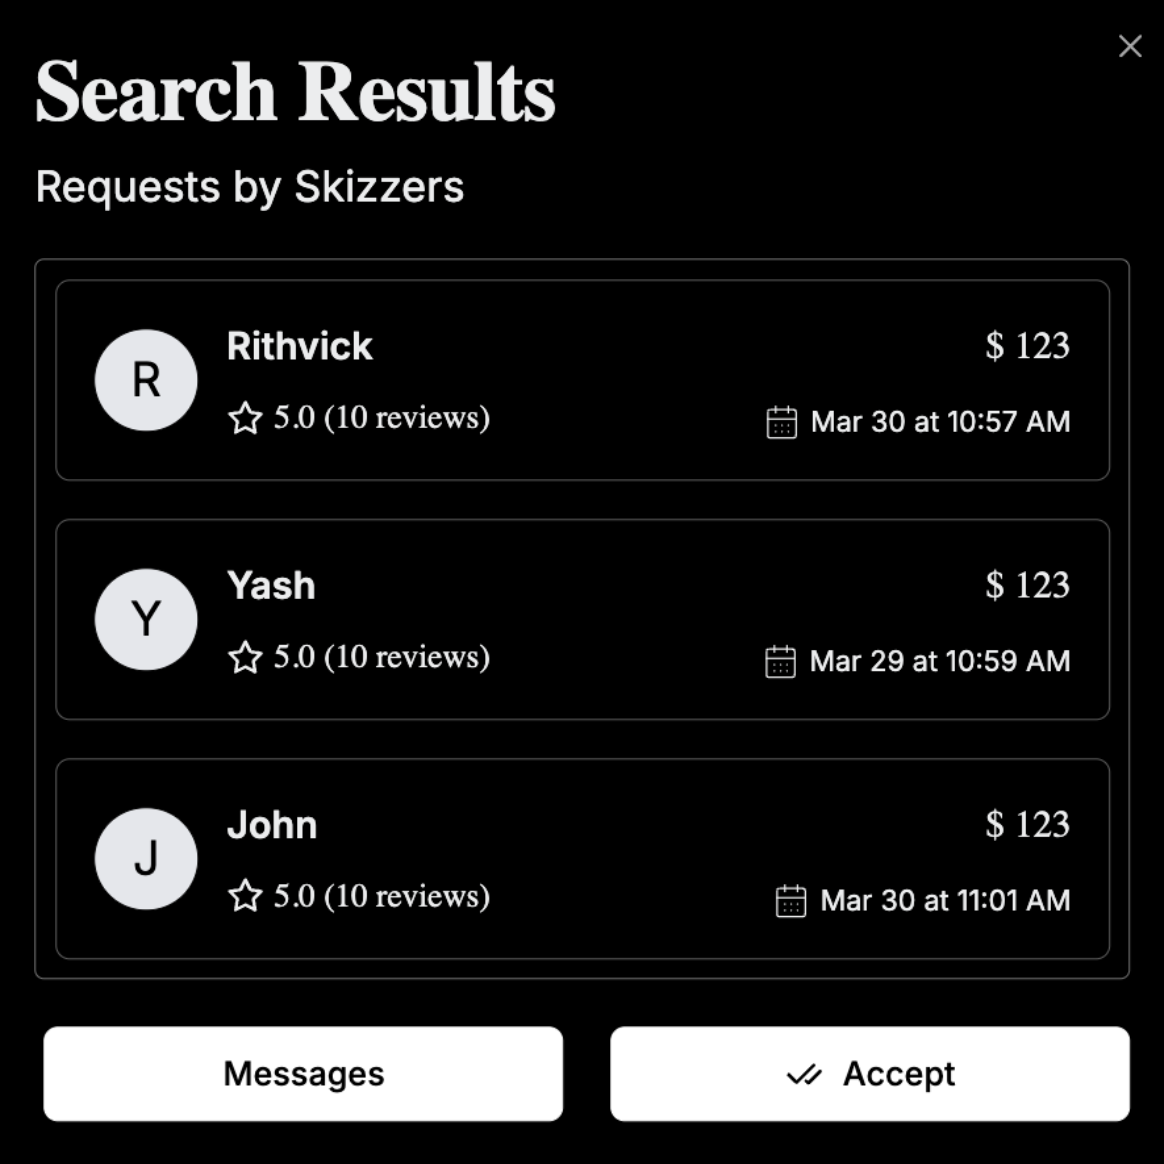 Search Results
Requests by Skizzers
R
Rithvick
$ 123
5.0 (10 reviews)
Mar 30 at 10:57 AM
Y
Yash
$ 123
5.0 (10 reviews)
Mar 29 at 10:59 AM
J
John
$ 123
5.0 (10 reviews)
Mar 30 at 11:01 AM
Messages
Accept